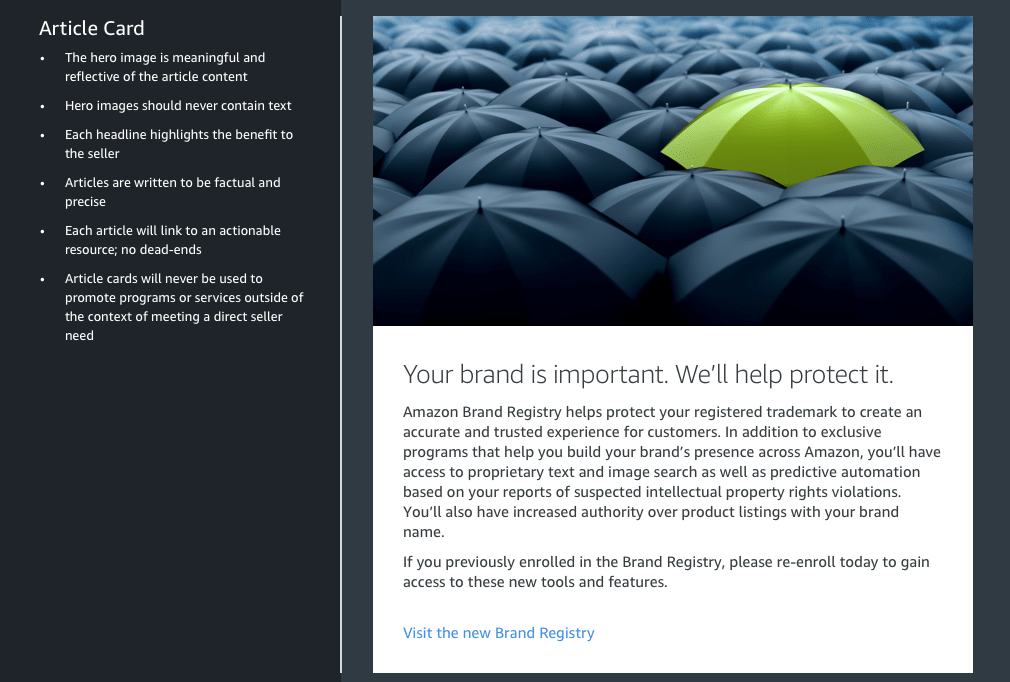 Article Card
• The hero image is meaningful and
reflective of the article content
• Hero images should never contain text
• Each headline highlights the benefit to
the seller
• Articles are written to be factual and
precise
• Each article will link to an actionable
resource; no dead-ends
• Article cards will never be used to
promote programs or services outside of
the context of meeting a direct seller
need
Your brand is important. We’ll help protect it.
Amazon Brand Registry helps protect your registered trademark to create an
accurate and trusted experience for customers. In addition to exclusive
programs that help you build your brand’s presence across Amazon, you’ll have
access to proprietary text and image search as well as predictive automation
based on your reports of suspected intellectual property rights violations.
You’ll also have increased authority over product listings with your brand
name.
If you previously enrolled in the Brand Registry, please re-enroll today to gain
access to these new tools and features.
Visit the new Brand Registry